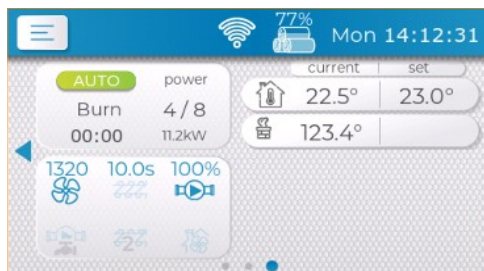 77%
Mon 14:12:31
AUTO power
Burn 4 / 8
00:00 11.2kW
current set
22.5° 23.0°
123.4°
1320 10.0s 100%
2